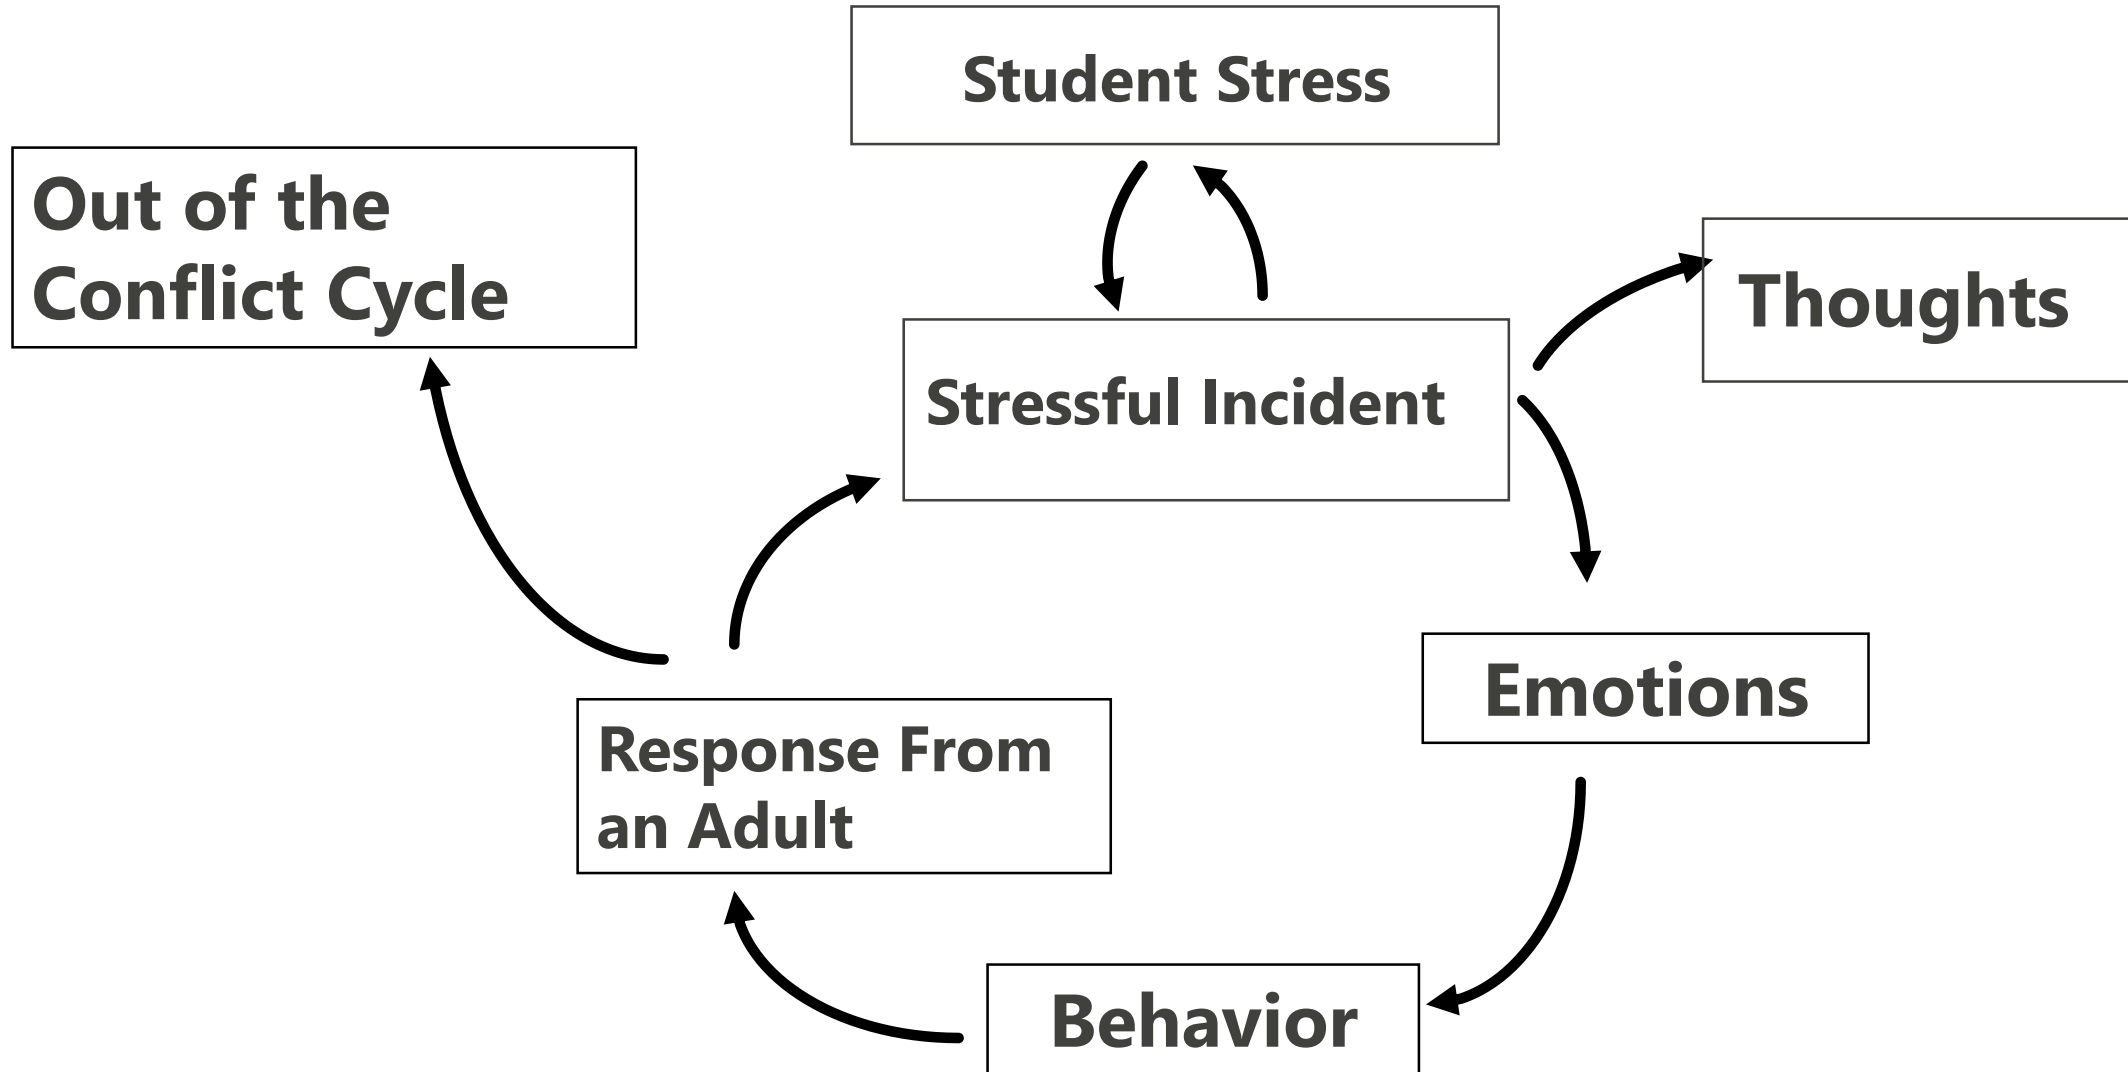 Student Stress
Out of the
Conflict Cycle
Thoughts
Stressful Incident
Emotions
Response From
an Adult
Behavior